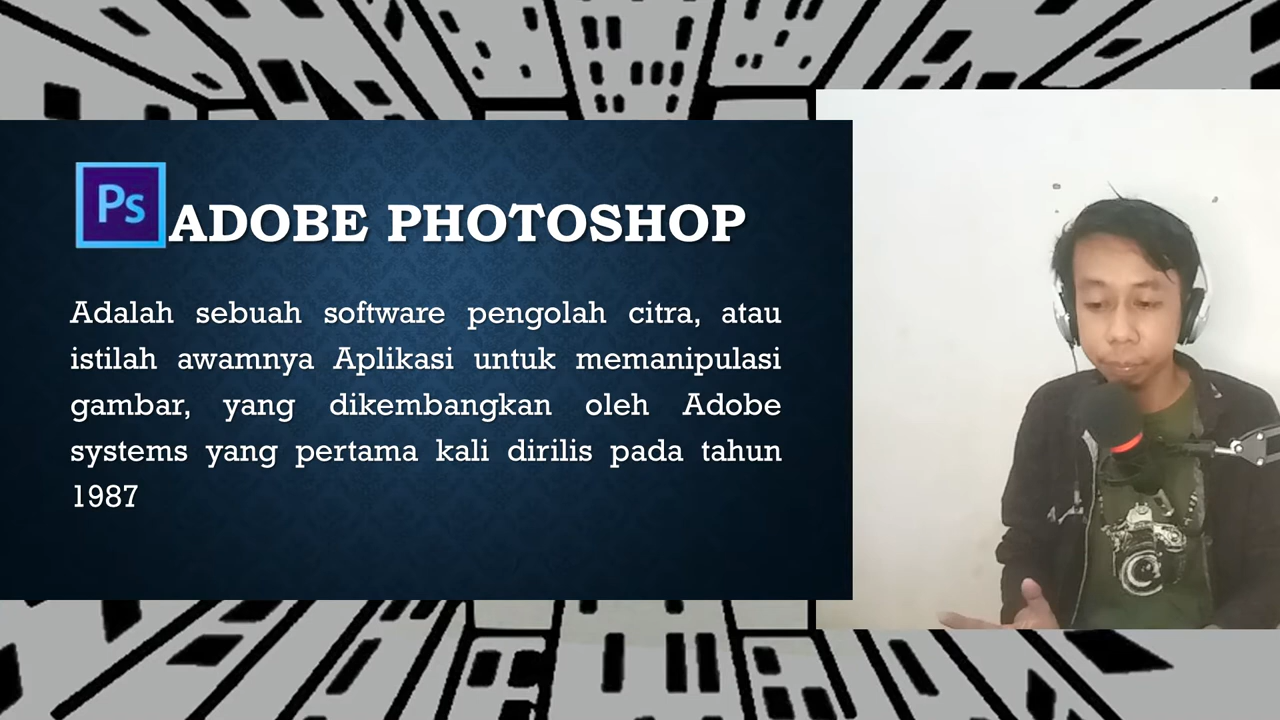 Ps
ADOBE PHOTOSHOP
Adalah sebuah software pengolah citra, atau
istilah awamnya Aplikasi untuk memanipulasi
gambar, yang dikembangkan oleh Adobe
systems yang pertama kali dirilis pada tahun
1987